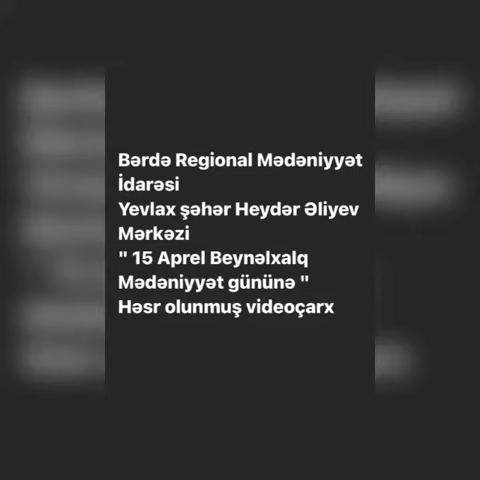 Bərdə Regional Mədəniyyət
İdarəsi
Yevlax şəhər Heydər Əliyev
Mərkəzi
" 15 Aprel Beynəlxalq
Mədəniyyət gününə "
Həsr olunmuş videoçarx